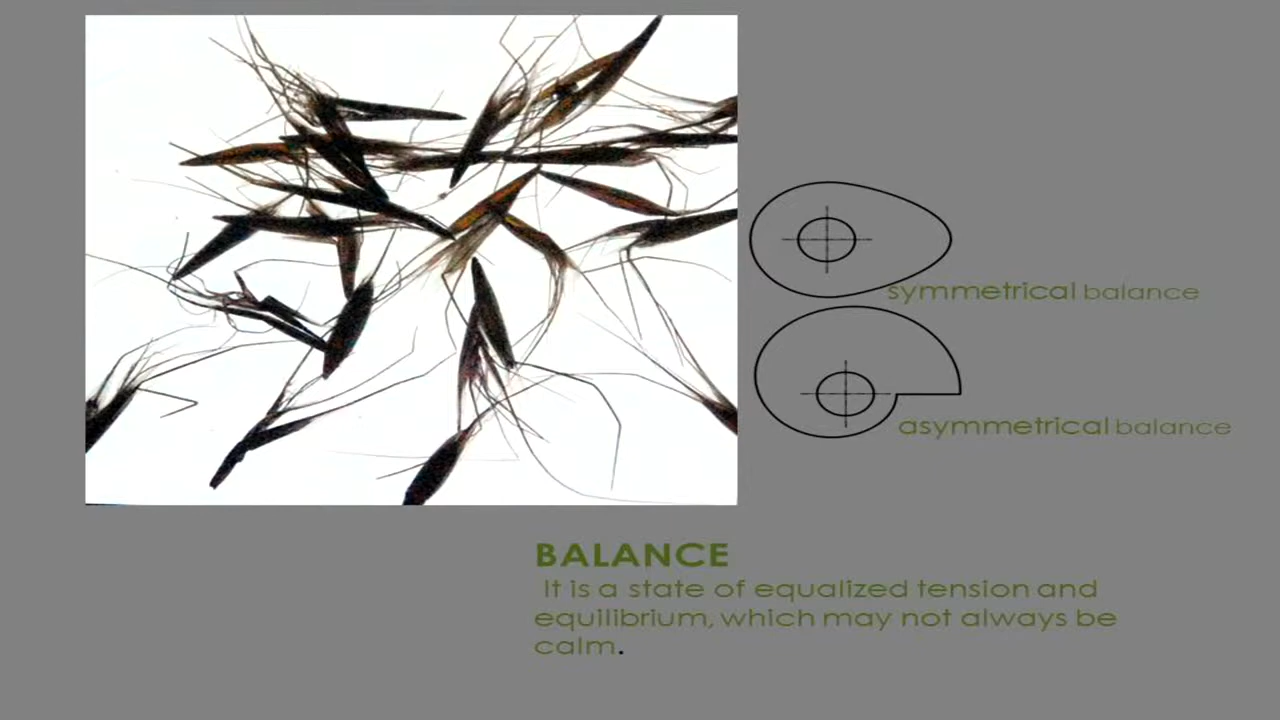 symmetrical balance
asymmetrical balance
BALANCE
It is a state of equalized tension and
equilibrium, which may not always be
calm.